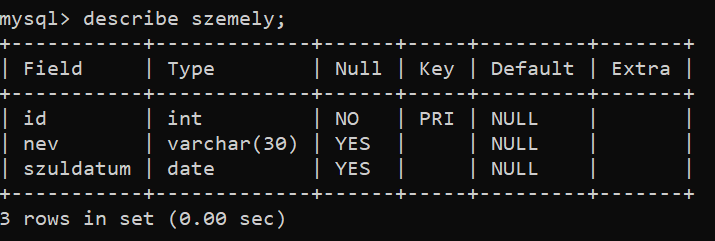 mysql> describe szemely;
+-----------+-------------+------+-----+---------+-------+
| Field     | Type        | Null | Key | Default | Extra |
+-----------+-------------+------+-----+---------+-------+
| id        | int         | NO   | PRI | NULL    |       |
| nev       | varchar(30) | YES  |     | NULL    |       |
| szuldatum | date        | YES  |     | NULL    |       |
+-----------+-------------+------+-----+---------+-------+
3 rows in set (0.00 sec)